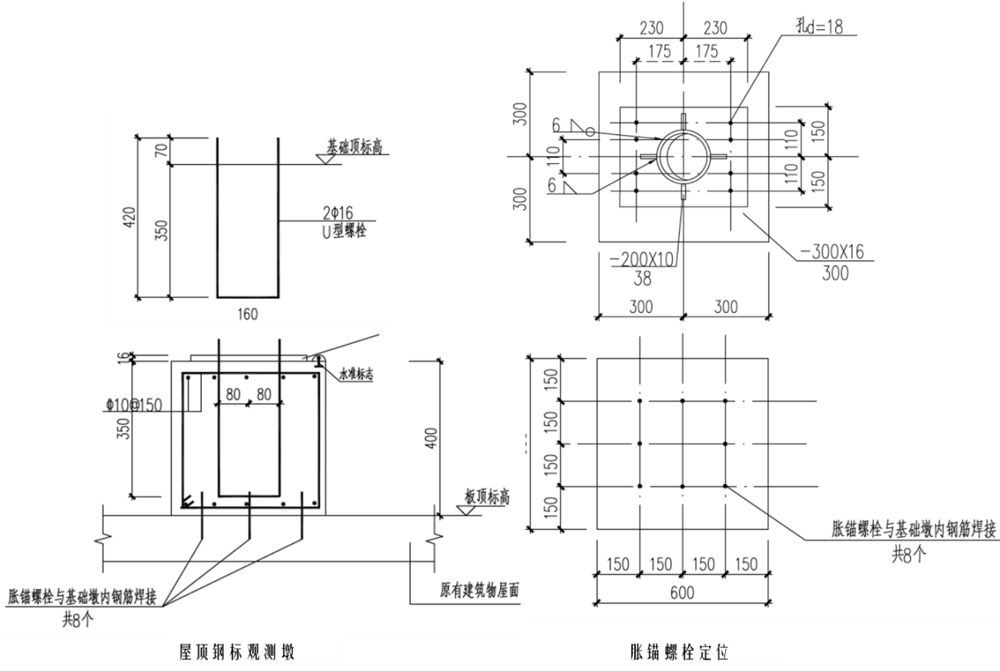 70
420
350
160
基础顶标高
2Φ16
U型螺栓
230
230
175
175
孔d=18
300
300
6
110
6
110
110
150
150
-200X10
38
-300X16
300
300
300
16
Φ10@150
350
80
80
水准标志
400
板顶标高
胀锚螺栓与基础墩内钢筋焊接
共8个
原有建筑物屋面
屋顶钢标观测墩
150
150
150
150
150
150
150
150
600
胀锚螺栓与基础墩内钢筋焊接
共8个
胀锚螺栓定位